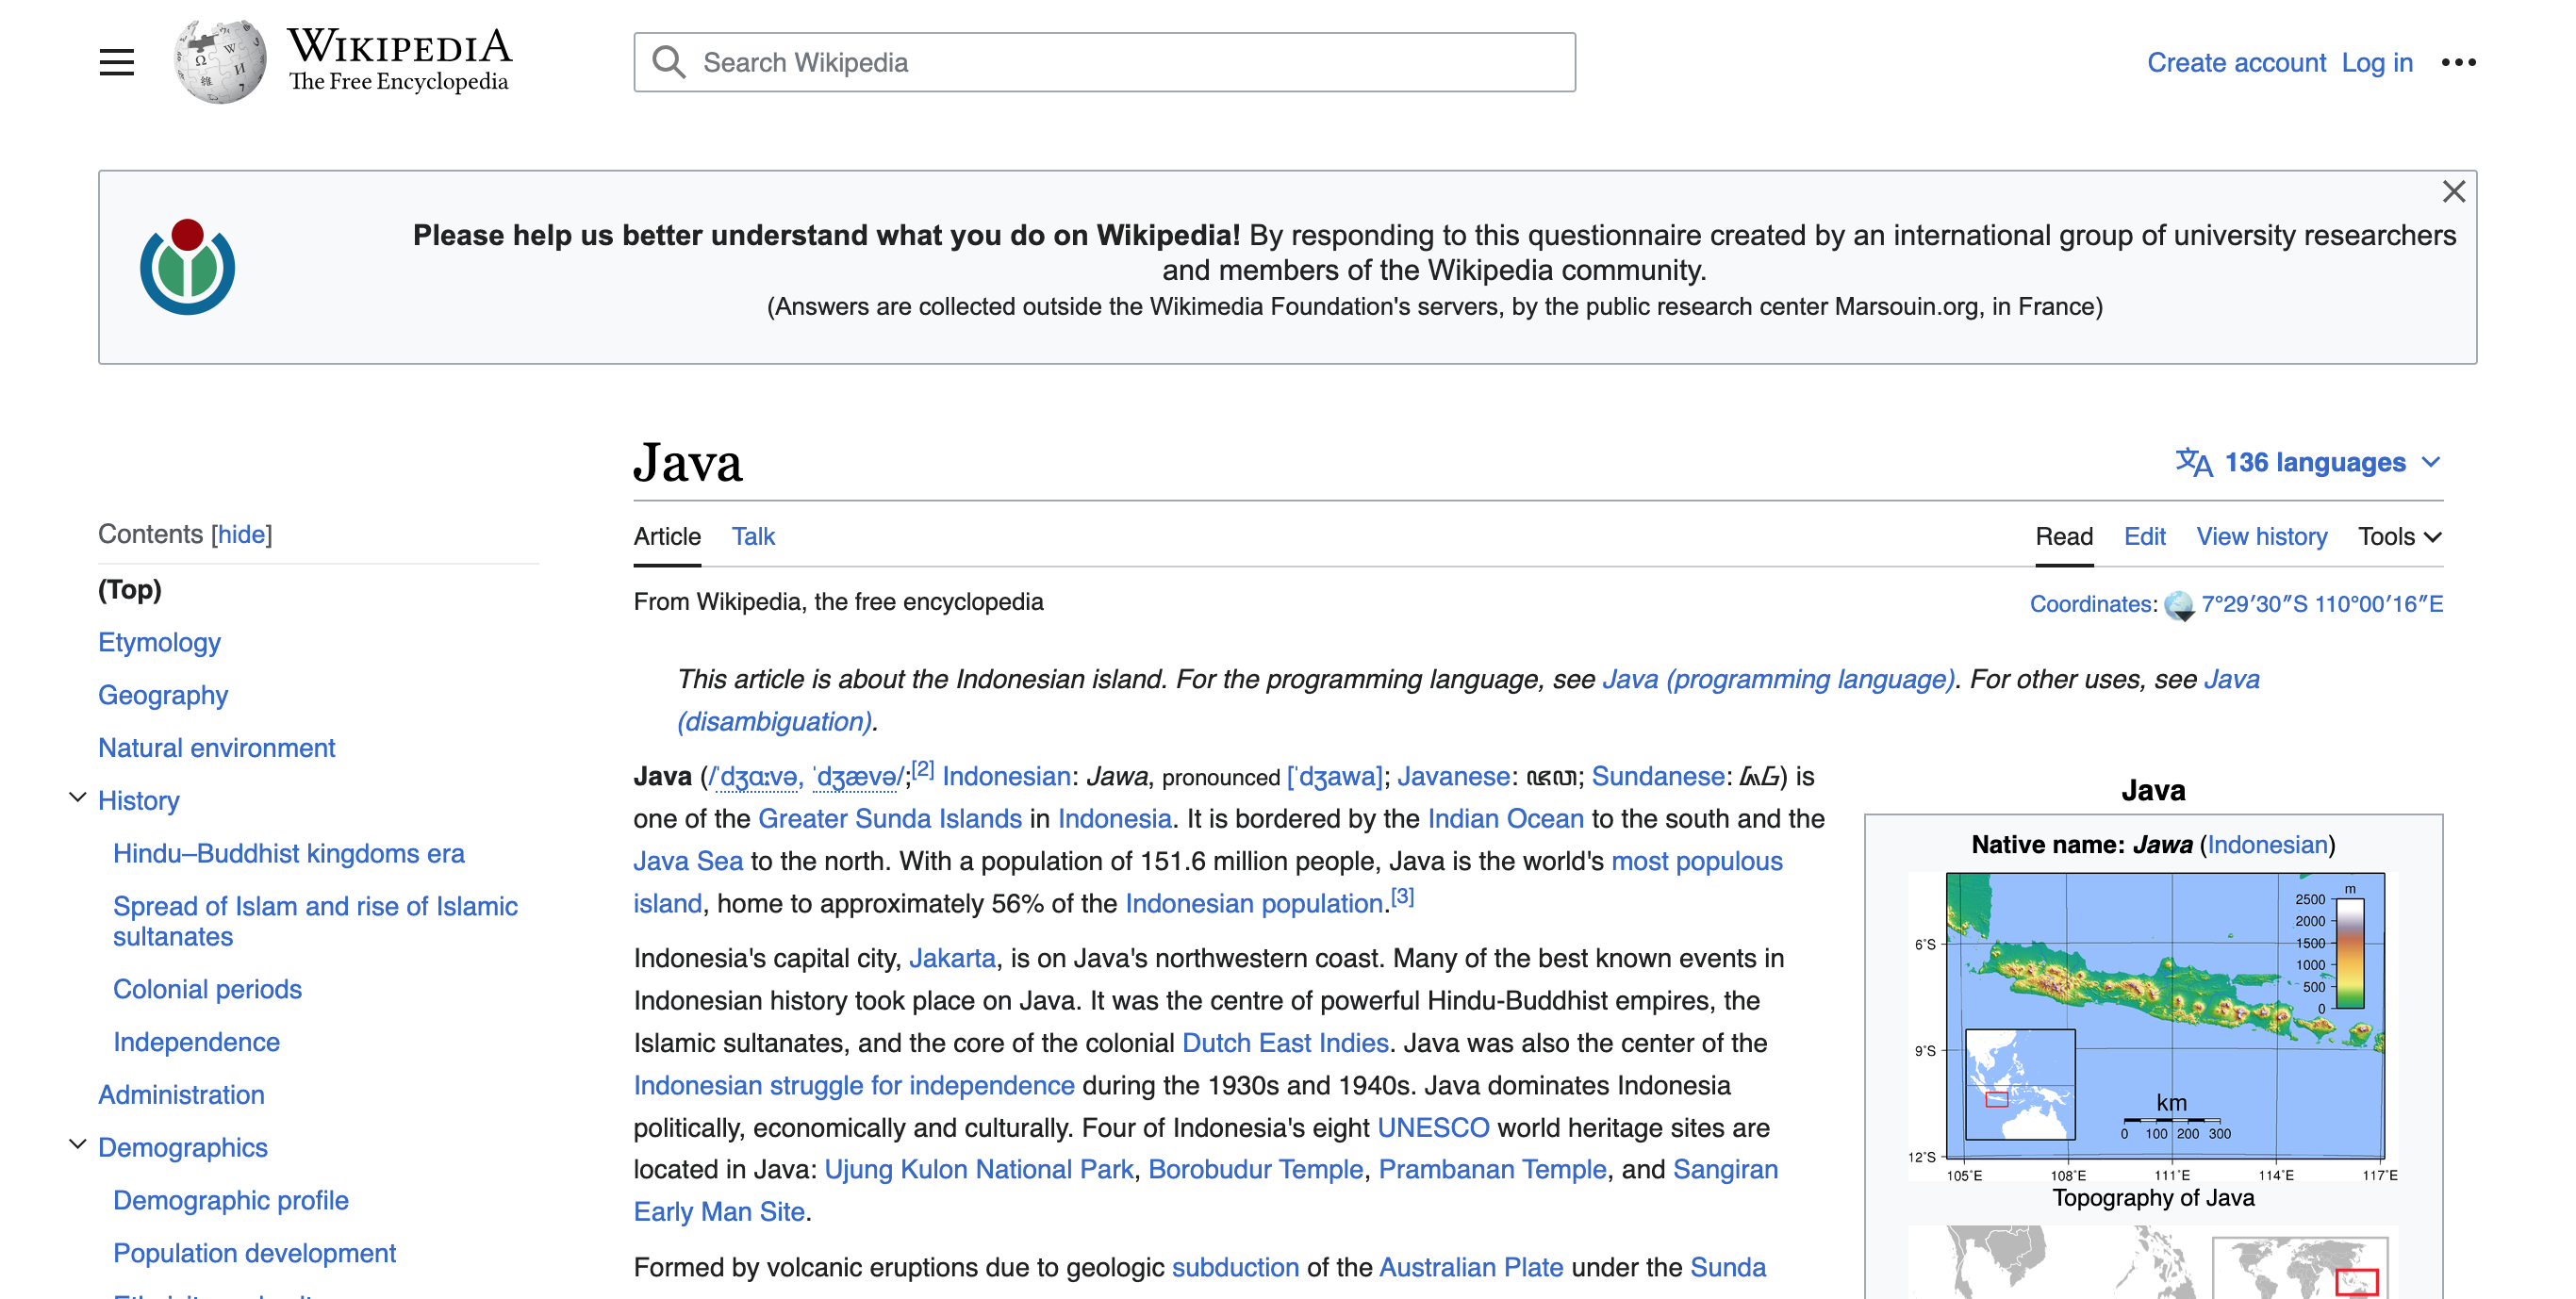 WIKIPEDIA
The Free Encyclopedia
Search Wikipedia
Create account Log in
Please help us better understand what you do on Wikipedia! By responding to this questionnaire created by an international group of university researchers
and members of the Wikipedia community.
(Answers are collected outside the Wikimedia Foundation's servers, by the public research center Marsouin.org, in France)
Contents [hide]
(Top)
Etymology
Geography
Natural environment
History
Hindu–Buddhist kingdoms era
Spread of Islam and rise of Islamic
sultanates
Colonial periods
Independence
Administration
Demographics
Demographic profile
Population development
Java
136 languages
Article Talk
Read Edit View history Tools
From Wikipedia, the free encyclopedia
Coordinates: 7°29′30″S 110°00′16″E
This article is about the Indonesian island. For the programming language, see Java (programming language). For other uses, see Java
(disambiguation).
Java (/ˈdʒɑːvə, ˈdʒævə/;[2] Indonesian: Jawa, pronounced [ˈdʒawa]; Javanese: ꦗꦮ; Sundanese: ᮏᮝ) is
one of the Greater Sunda Islands in Indonesia. It is bordered by the Indian Ocean to the south and the
Java Sea to the north. With a population of 151.6 million people, Java is the world's most populous
island, home to approximately 56% of the Indonesian population.[3]
Indonesia's capital city, Jakarta, is on Java's northwestern coast. Many of the best known events in
Indonesian history took place on Java. It was the centre of powerful Hindu-Buddhist empires, the
Islamic sultanates, and the core of the colonial Dutch East Indies. Java was also the center of the
Indonesian struggle for independence during the 1930s and 1940s. Java dominates Indonesia
politically, economically and culturally. Four of Indonesia's eight UNESCO world heritage sites are
located in Java: Ujung Kulon National Park, Borobudur Temple, Prambanan Temple, and Sangiran
Early Man Site.
Formed by volcanic eruptions due to geologic subduction of the Australian Plate under the Sunda
Java
Native name: Jawa (Indonesian)
m
2500
2000
1500
1000
500
0
6°S
9°S
12°S
km
0 100 200 300
105°E 108°E 111°E 114°E 117°E
Topography of Java